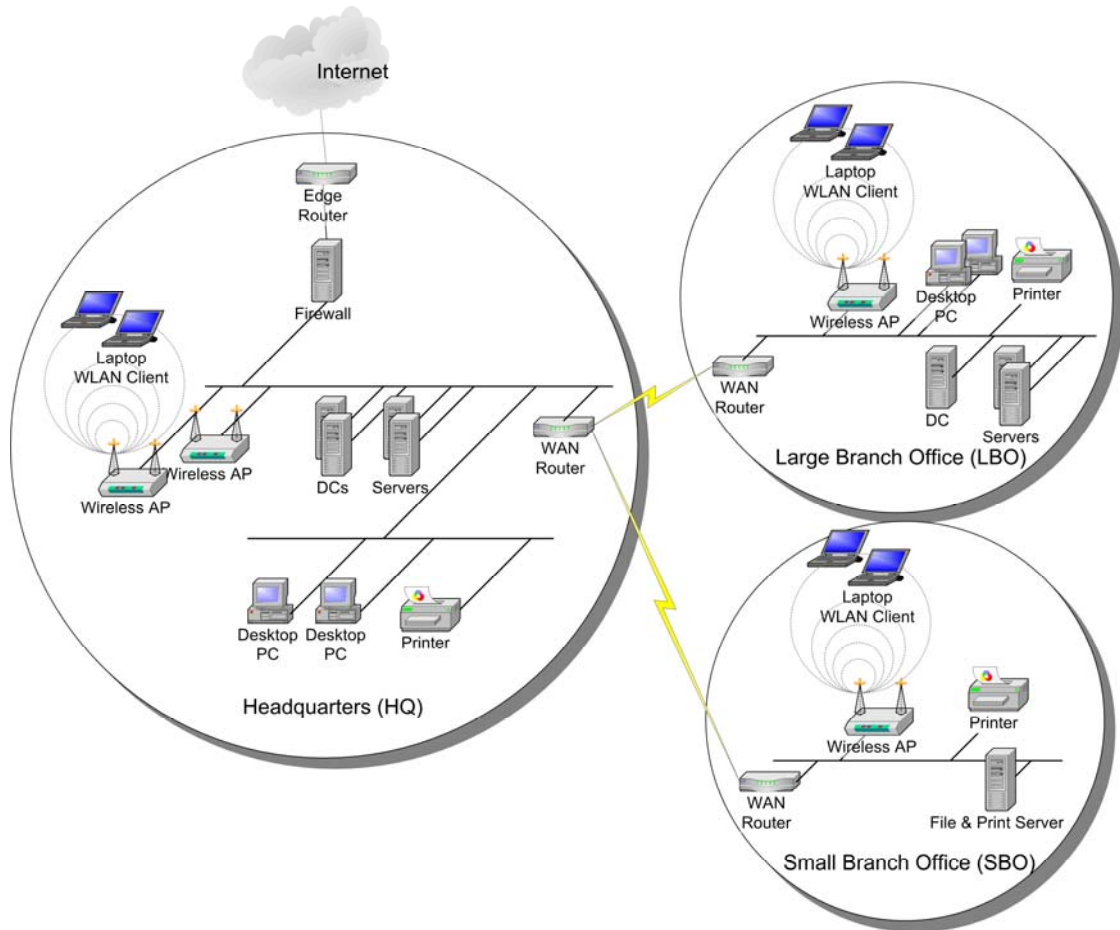 Internet
Edge
Router
Firewall
Laptop
WLAN Client
Wireless AP
Wireless AP
DCs
Servers
WAN
Router
Desktop
PC
Desktop
PC
Printer
Headquarters (HQ)
Laptop
WLAN Client
Wireless AP
Desktop
PC
Printer
WAN
Router
DC
Servers
Large Branch Office (LBO)
Laptop
WLAN Client
Wireless AP
Printer
WAN
Router
File & Print Server
Small Branch Office (SBO)